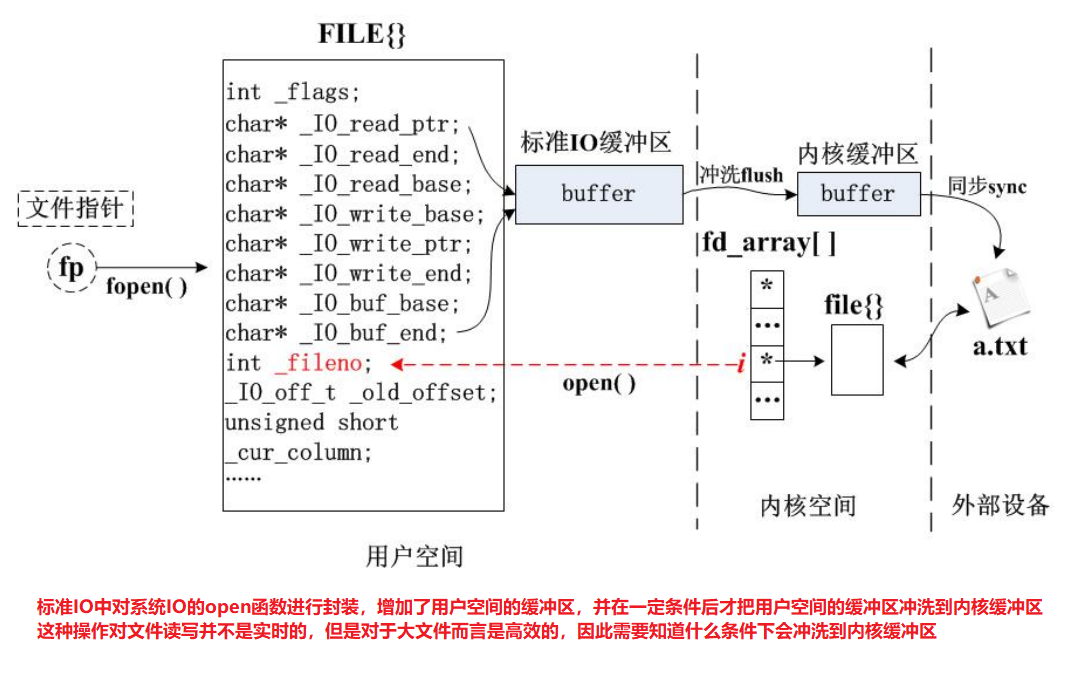 FILE{}
int _flags;
char* _IO_read_ptr;
char* _IO_read_end;
char* _IO_read_base;
char* _IO_write_base;
char* _IO_write_ptr;
char* _IO_write_end;
char* _IO_buf_base;
char* _IO_buf_end;
int _fileno;
_IO_off_t _old_offset;
unsigned short
_cur_column;
......
文件指针
fp
fopen( )
标准IO缓冲区
buffer
冲洗flush
内核缓冲区
buffer
同步sync
fd_array[ ]
*
...
i
*
...
file{}
open( )
A
a.txt
用户空间
内核空间
外部设备
标准IO中对系统IO的open函数进行封装，增加了用户空间的缓冲区，并在一定条件后才把用户空间的缓冲区冲洗到内核缓冲区
这种操作对文件读写并不是实时的，但是对于大文件而言是高效的，因此需要知道什么条件下会冲洗到内核缓冲区